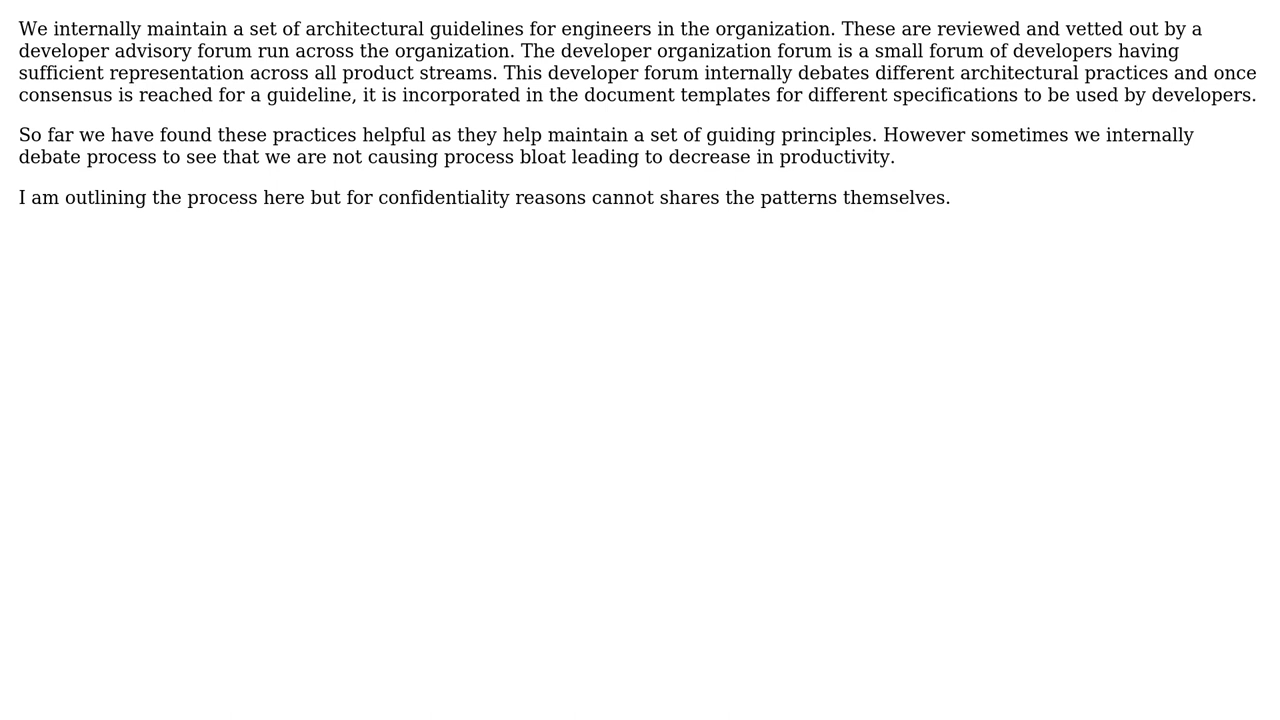 We internally maintain a set of architectural guidelines for engineers in the organization. These are reviewed and vetted out by a
developer advisory forum run across the organization. The developer organization forum is a small forum of developers having
sufficient representation across all product streams. This developer forum internally debates different architectural practices and once
consensus is reached for a guideline, it is incorporated in the document templates for different specifications to be used by developers.
So far we have found these practices helpful as they help maintain a set of guiding principles. However sometimes we internally
debate process to see that we are not causing process bloat leading to decrease in productivity.
I am outlining the process here but for confidentiality reasons cannot shares the patterns themselves.